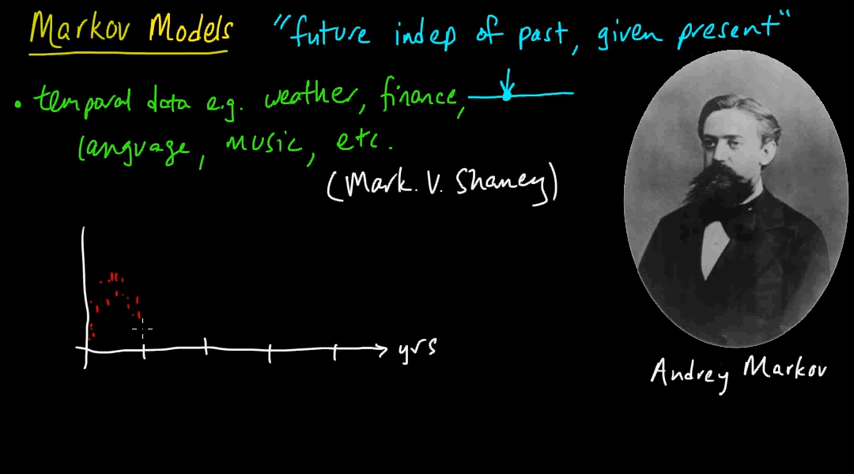 Markov Models "future indep of past, given present"
• temporal data e.g. weather, finance,
language, music, etc.
(Mark. V. Shaney)
yrs
Andrey Markov